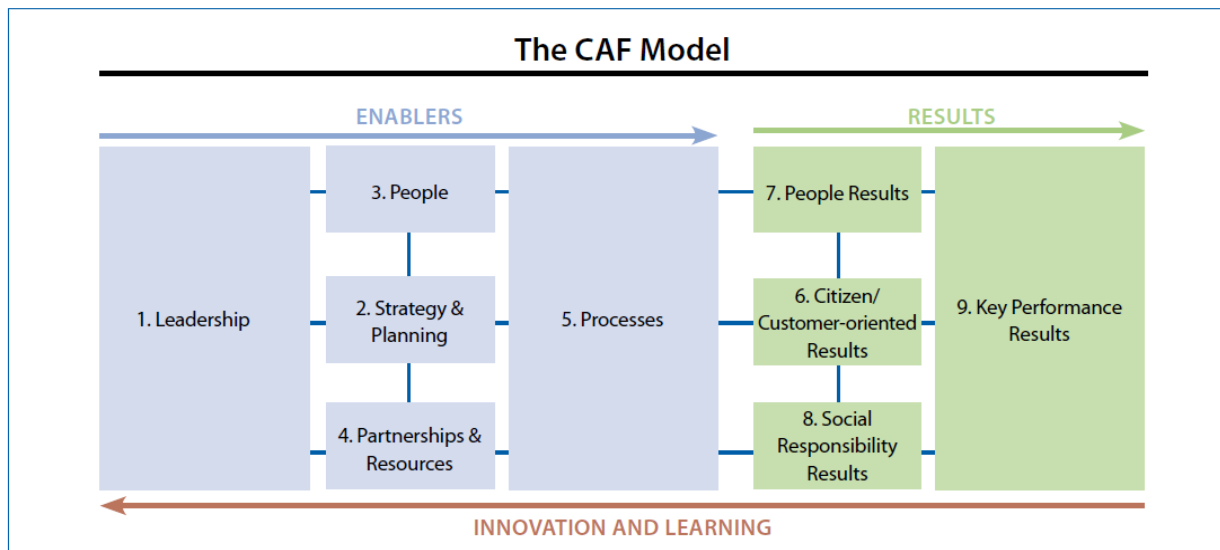 The CAF Model
ENABLERS
RESULTS
1. Leadership
3. People
2. Strategy &
Planning
4. Partnerships &
Resources
5. Processes
7. People Results
6. Citizen/
Customer-oriented
Results
8. Social
Responsibility
Results
9. Key Performance
Results
INNOVATION AND LEARNING